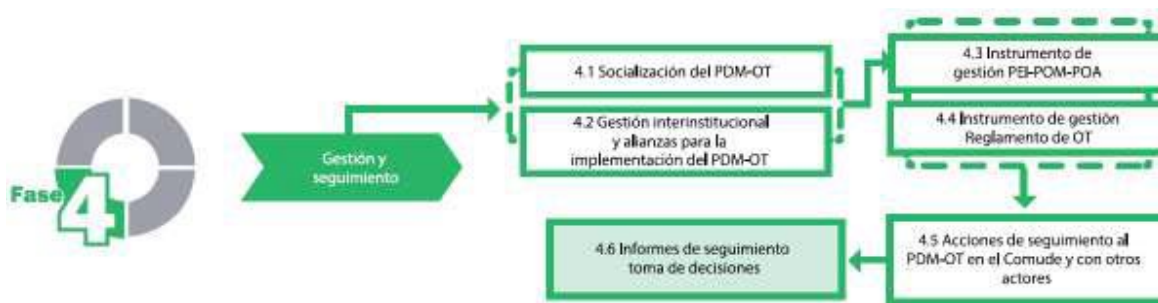 Fase 4
Gestión y
seguimiento
4.1 Socialización del PDM-OT
4.2 Gestión interinstitucional
y alianzas para la
implementación del PDM-OT
4.3 Instrumento de
gestión PEI-POM-POA
4.4 Instrumento de gestión
Reglamento de OT
4.5 Acciones de seguimiento al
PDM-OT en el Comude y con otros
actores
4.6 Informes de seguimiento
toma de decisiones